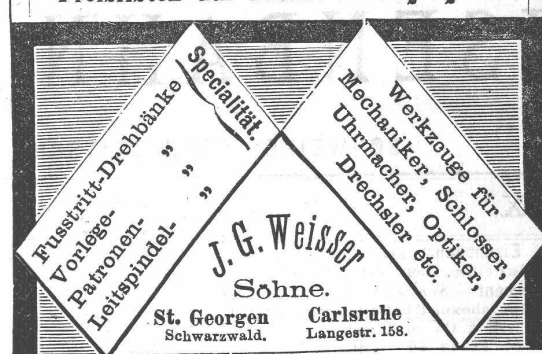 Specialität.
Fusstritt-Drehbänke
Vorlege- „
Patronen- „
Leitspindel- „
Werkzeuge für
Mechaniker, Schlosser,
Uhrmacher, Optiker,
Drechsler etc.
J. G. Weisser
Söhne.
St. Georgen
Schwarzwald.
Carlsruhe
Langestr. 158.